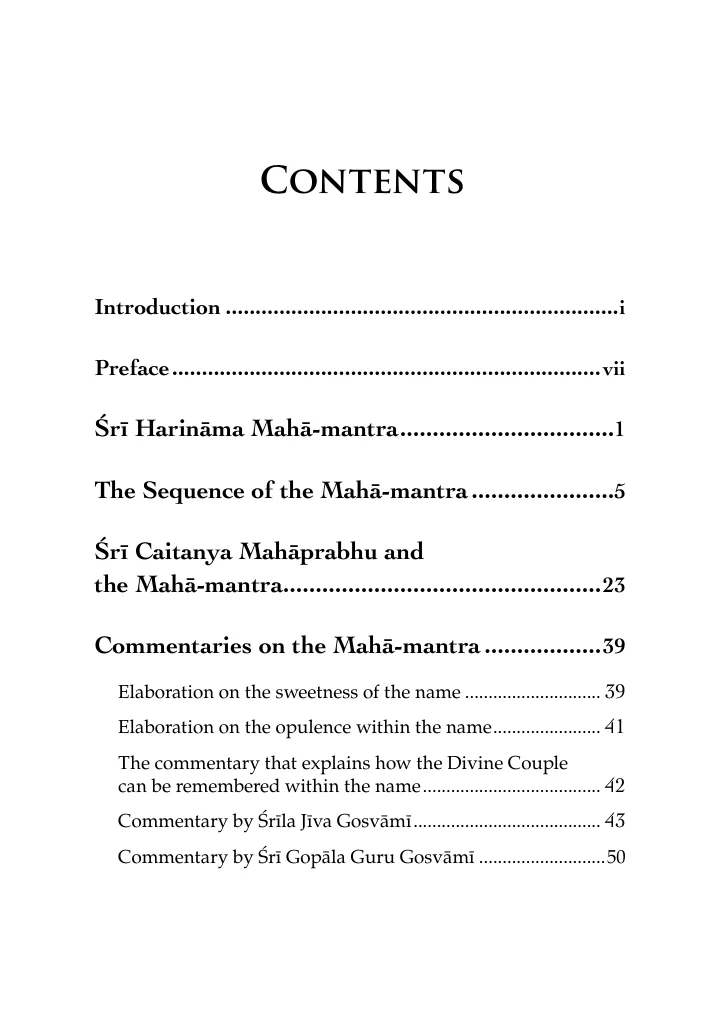 CONTENTS
Introduction ..................................................................i
Preface........................................................................vii
Śrī Harināma Mahā-mantra..................................1
The Sequence of the Mahā-mantra.......................5
Śrī Caitanya Mahāprabhu and
the Mahā-mantra.................................................23
Commentaries on the Mahā-mantra ..................39
Elaboration on the sweetness of the name ............................. 39
Elaboration on the opulence within the name....................... 41
The commentary that explains how the Divine Couple
can be remembered within the name...................................... 42
Commentary by Śrīla Jīva Gosvāmī........................................ 43
Commentary by Śrī Gopāla Guru Gosvāmī ...........................50